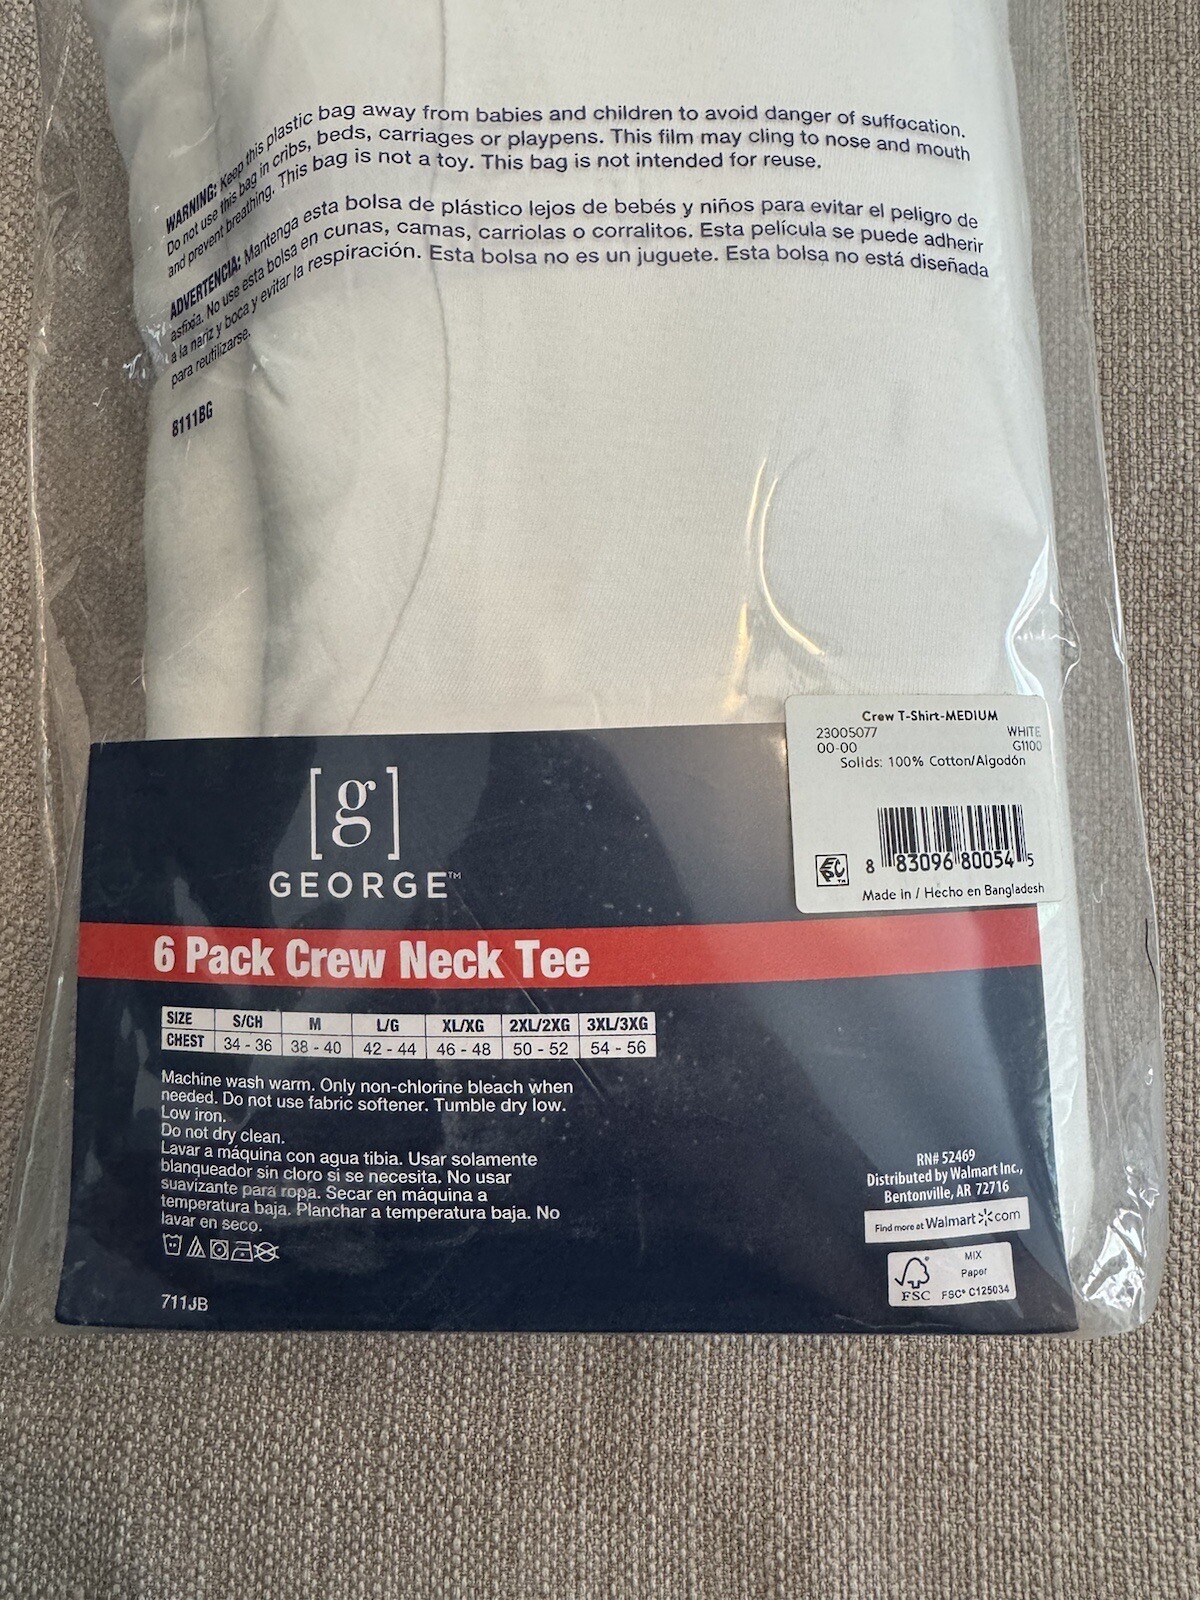 WARNING: Keep this plastic bag away from babies and children to avoid danger of suffocation.
Do not use this bag in cribs, beds, carriages or playpens. This film may cling to nose and mouth
and prevent breathing. This bag is not a toy. This bag is not intended for reuse.
ADVERTENCIA: Mantenga esta bolsa de plástico lejos de bebés y niños para evitar el peligro de
asfixia. No use esta bolsa en cunas, camas, carriolas o corralitos. Esta película se puede adherir
a la nariz y boca y evitar la respiración. Esta bolsa no es un juguete. Esta bolsa no está diseñada
para reutilizarse.
8111BG
Crew T-Shirt-MEDIUM
23005077 WHITE
00-00 G1100
Solids: 100% Cotton/Algodón
EPC TM
8 83096 80054 5
Made in / Hecho en Bangladesh
[g]
GEORGE™
6 Pack Crew Neck Tee
SIZE S/CH M L/G XL/XG 2XL/2XG 3XL/3XG
CHEST 34 - 36 38 - 40 42 - 44 46 - 48 50 - 52 54 - 56
Machine wash warm. Only non-chlorine bleach when
needed. Do not use fabric softener. Tumble dry low.
Low iron.
Do not dry clean.
Lavar a máquina con agua tibia. Usar solamente
blanqueador sin cloro si se necesita. No usar
suavizante para ropa. Secar en máquina a
temperatura baja. Planchar a temperatura baja. No
lavar en seco.
711JB
RN# 52469
Distributed by Walmart Inc.,
Bentonville, AR 72716
Find more at Walmart.com
MIX
Paper
FSC FSC® C125034